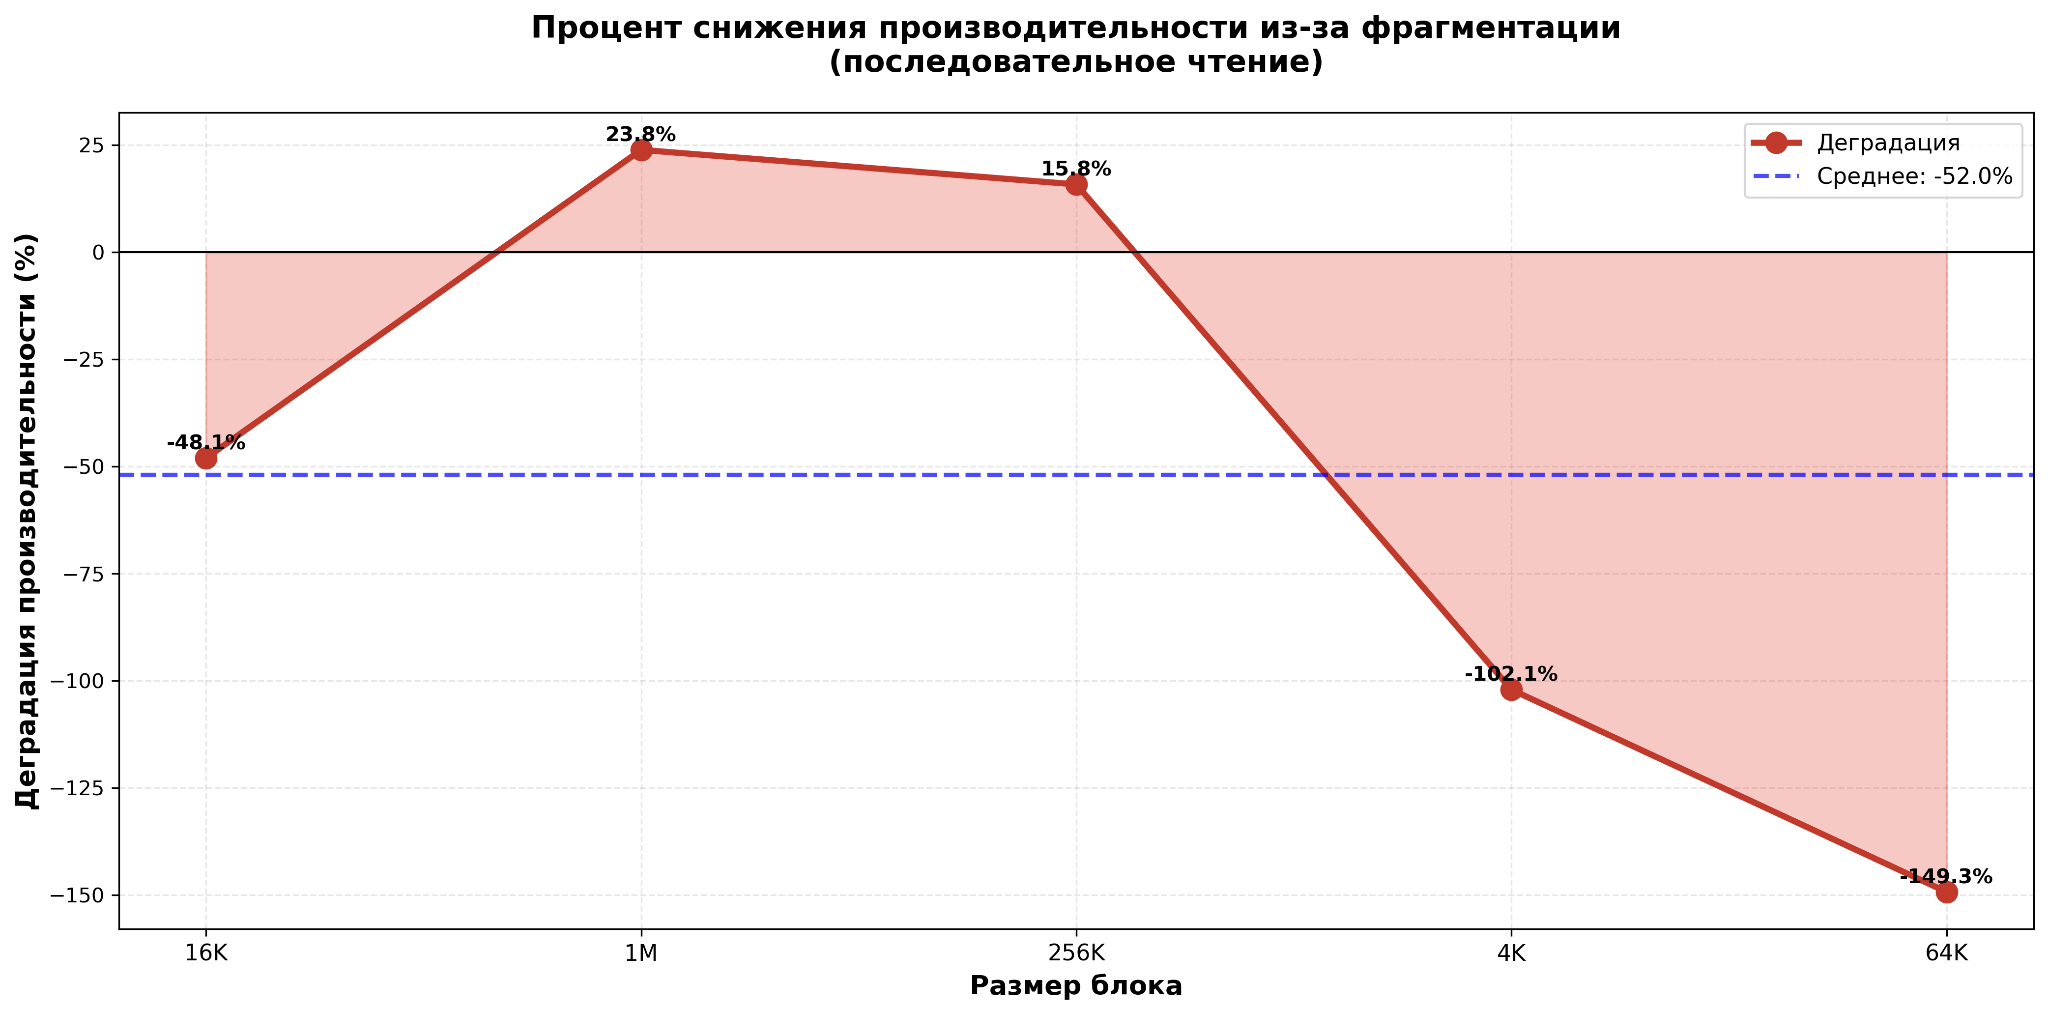 Процент снижения производительности из-за фрагментации
(последовательное чтение)
Деградация
Среднее: -52.0%
Деградация производительности (%)
25
0
−25
−50
−75
−100
−125
−150
-48.1%
23.8%
15.8%
-102.1%
-149.3%
16K
1M
256K
4K
64K
Размер блока